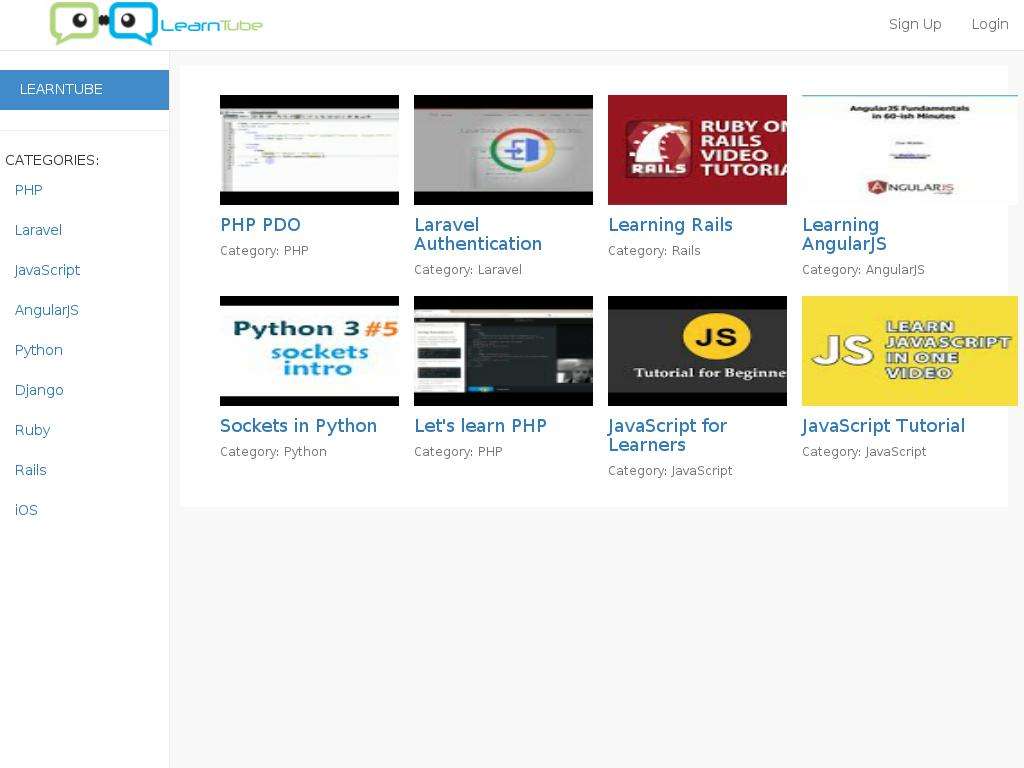 LearnTube
Sign Up
Login
LEARNTUBE
CATEGORIES:
PHP
Laravel
JavaScript
AngularJS
Python
Django
Ruby
Rails
iOS
RUBY ON
RAILS
VIDEO
TUTORIA
RAILS
AngularJS Fundamentals
in 60-ish Minutes
ANGULARJS
PHP PDO
Category: PHP
Laravel
Authentication
Category: Laravel
Learning Rails
Category: Rails
Learning
AngularJS
Category: AngularJS
Python 3 #5
sockets
intro
JS
Tutorial for Beginne
JS
LEARN
JAVASCRIPT
IN ONE
VIDEO
Sockets in Python
Category: Python
Let's learn PHP
Category: PHP
JavaScript for
Learners
Category: JavaScript
JavaScript Tutorial
Category: JavaScript